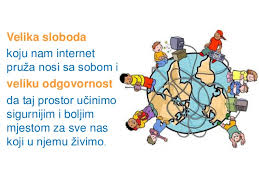 Velika sloboda
koju nam internet
pruža nosi sa sobom i
veliku odgovornost
da taj prostor učinimo
sigurnijim i boljim
mjestom za sve nas
koji u njemu živimo.